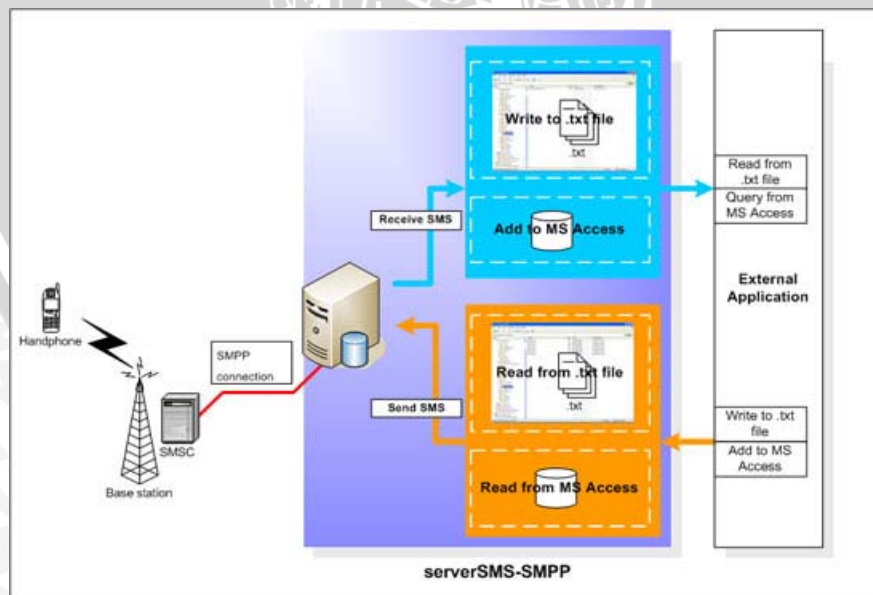 Write to .txt file
.txt
Receive SMS
Add to MS Access
Read from
.txt file
Query from
MS Access
External
Application
Handphone
SMPP
connection
Read from .txt file
.txt
Send SMS
SMSC
Base station
Read from MS Access
Write to .txt
file
Add to MS
Access
serverSMS-SMPP